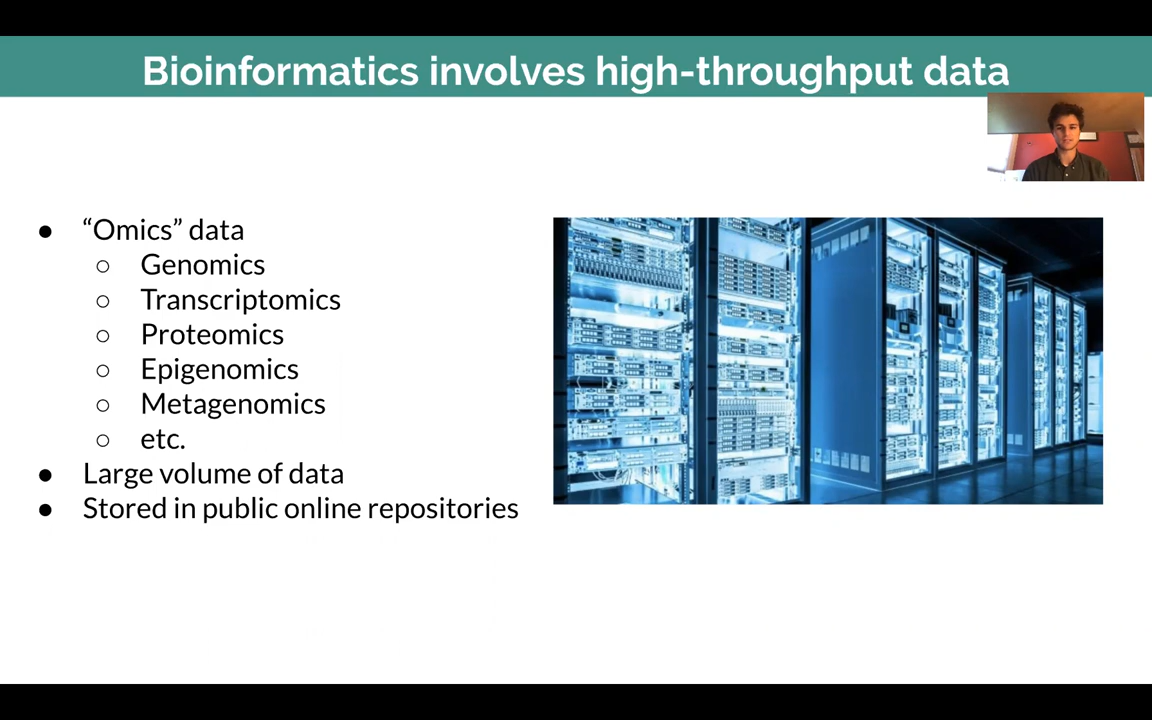 Bioinformatics involves high-throughput data
● “Omics” data
○ Genomics
○ Transcriptomics
○ Proteomics
○ Epigenomics
○ Metagenomics
○ etc.
● Large volume of data
● Stored in public online repositories